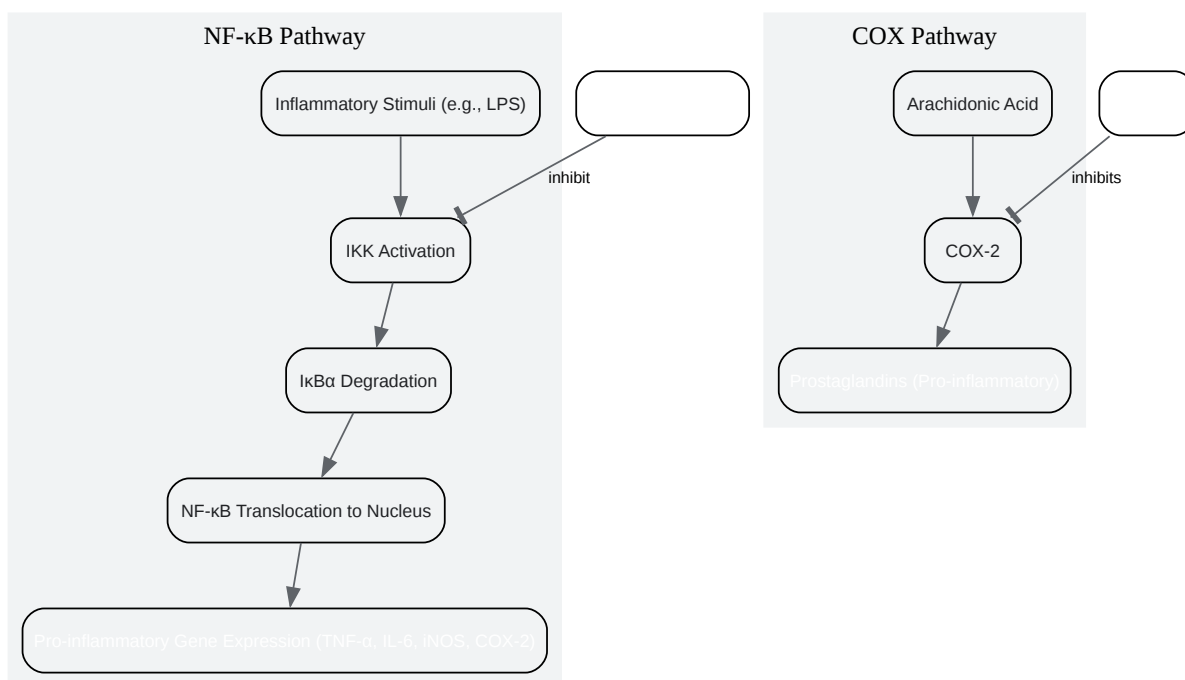 NF-κB Pathway
Inflammatory Stimuli (e.g., LPS)
inhibit
IKK Activation
IκBα Degradation
NF-κB Translocation to Nucleus
Pro-inflammatory Gene Expression (TNF-α, IL-6, iNOS, COX-2)
COX Pathway
Arachidonic Acid
inhibits
COX-2
Prostaglandins (Pro-inflammatory)